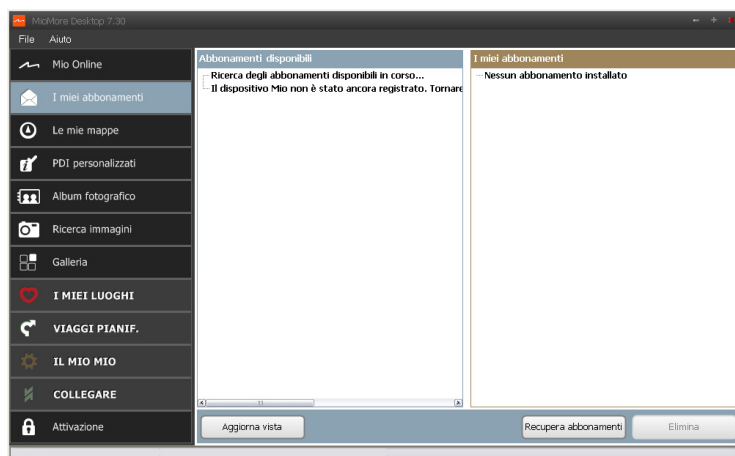 MioMore Desktop 7.30
File Aiuto
Mio Online
I miei abbonamenti
Le mie mappe
PDI personalizzati
Album fotografico
Ricerca immagini
Galleria
I MIEI LUOGHI
VIAGGI PIANIF.
IL MIO MIO
COLLEGARE
Attivazione
Abbonamenti disponibili
Ricerca degli abbonamenti disponibili in corso...
Il dispositivo Mio non è stato ancora registrato. Tornare
I miei abbonamenti
Nessun abbonamento installato
Aggiorna vista
Recupera abbonamenti
Elimina